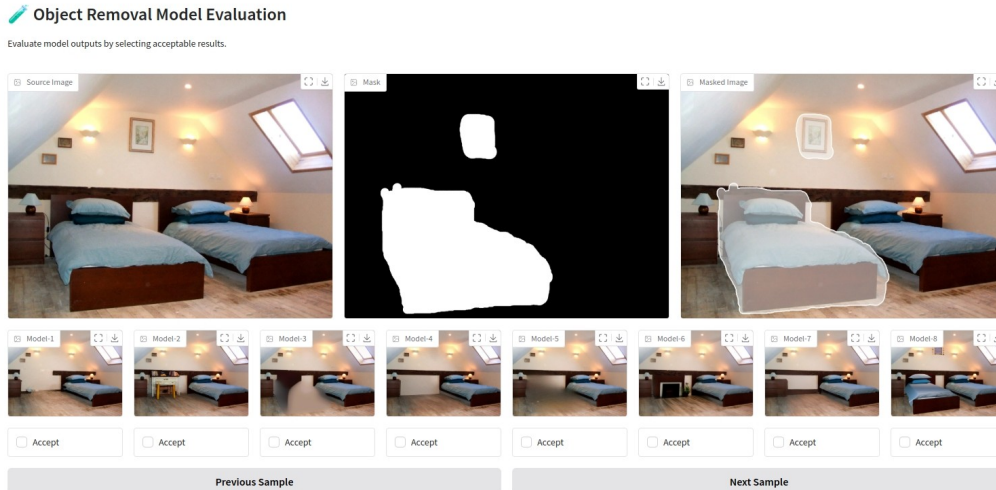 Object Removal Model Evaluation
Evaluate model outputs by selecting acceptable results.
Source Image
Mask
Masked Image
Model-1
Model-2
Model-3
Model-4
Model-5
Model-6
Model-7
Model-8
Accept
Accept
Accept
Accept
Accept
Accept
Accept
Accept
Previous Sample
Next Sample